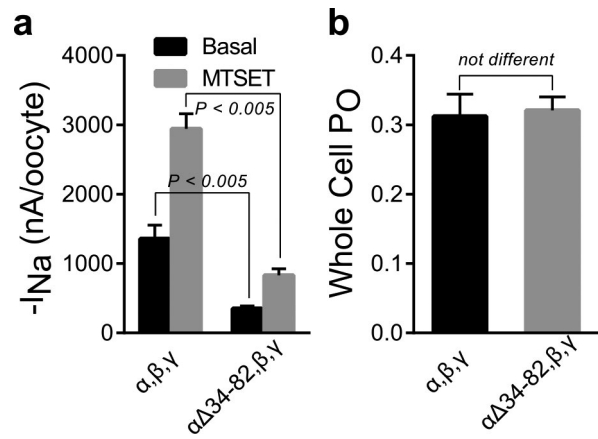 a
Basal
MTSET
-INa (nA/oocyte)
4000
3000
2000
1000
0
P < 0.005
P < 0.005
α,β,γ
αΔ34-82,β,γ
b
Whole Cell PO
0.4
0.3
0.2
0.1
0.0
not different
α,β,γ
αΔ34-82,β,γ